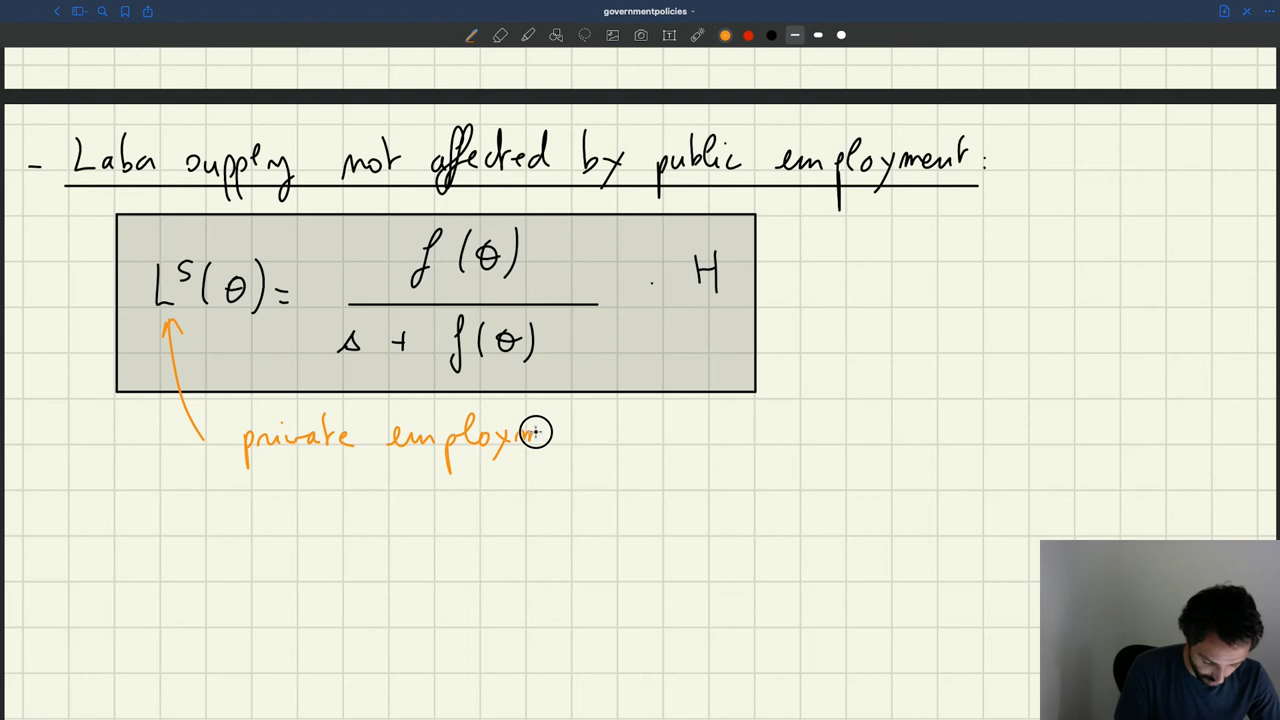 governmentpolicies
- Labor supply not affected by public employment:
L^S(θ) = f(θ) / (s + f(θ)) · H
private employm